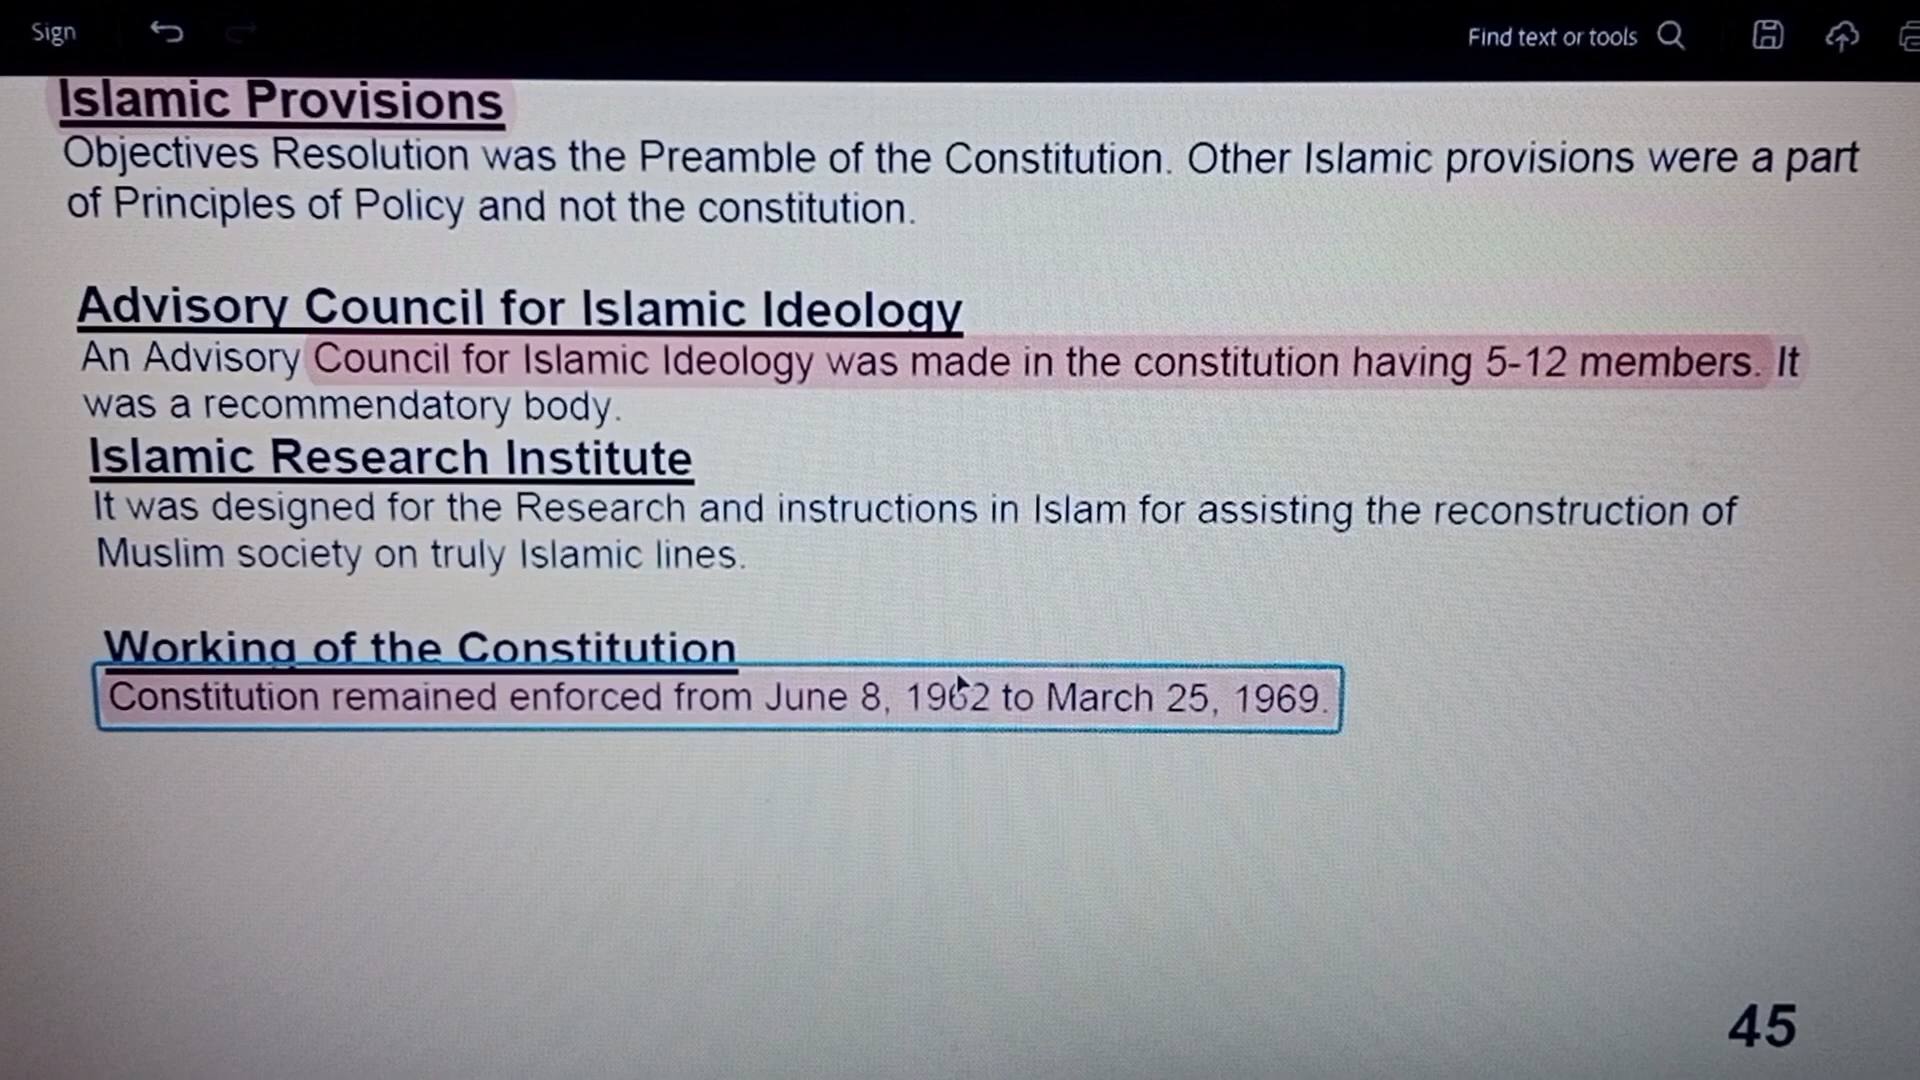 Sign
Find text or tools
Islamic Provisions
Objectives Resolution was the Preamble of the Constitution. Other Islamic provisions were a part
of Principles of Policy and not the constitution.
Advisory Council for Islamic Ideology
An Advisory Council for Islamic Ideology was made in the constitution having 5-12 members. It
was a recommendatory body.
Islamic Research Institute
It was designed for the Research and instructions in Islam for assisting the reconstruction of
Muslim society on truly Islamic lines.
Working of the Constitution
Constitution remained enforced from June 8, 1962 to March 25, 1969.
45